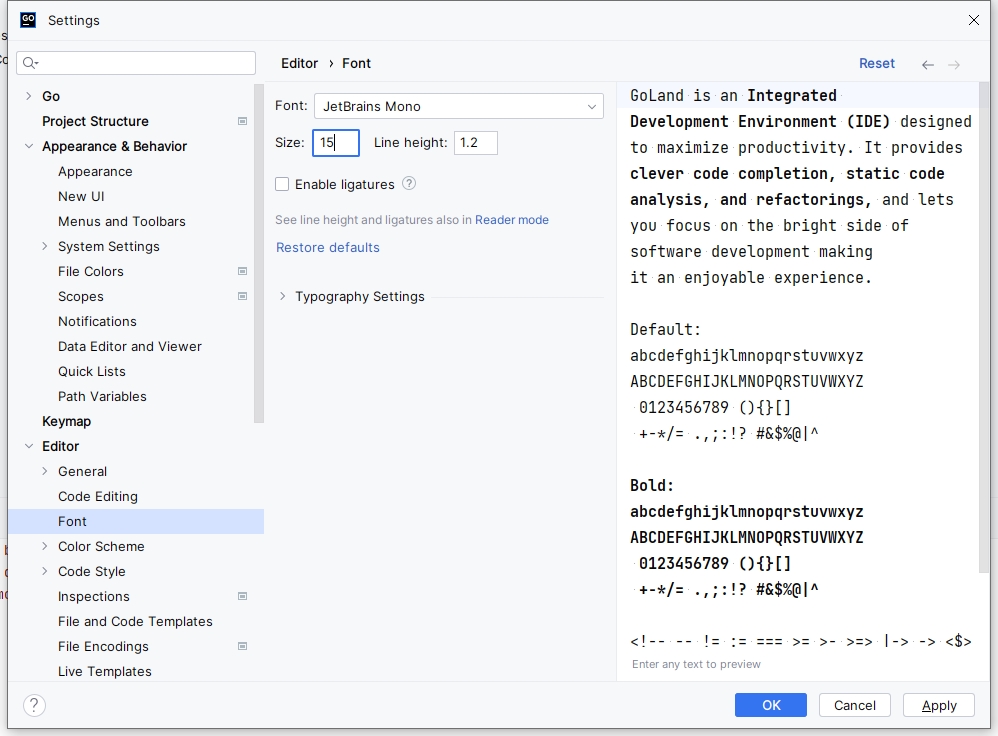 GO Settings
Editor › Font
Reset
Go
Project Structure
Appearance & Behavior
Appearance
New UI
Menus and Toolbars
System Settings
File Colors
Scopes
Notifications
Data Editor and Viewer
Quick Lists
Path Variables
Keymap
Editor
General
Code Editing
Font
Color Scheme
Code Style
Inspections
File and Code Templates
File Encodings
Live Templates
Font: JetBrains Mono
Size: 15 Line height: 1.2
Enable ligatures ?
See line height and ligatures also in Reader mode
Restore defaults
Typography Settings
GoLand is an Integrated
Development Environment (IDE) designed
to maximize productivity. It provides
clever code completion, static code
analysis, and refactorings, and lets
you focus on the bright side of
software development making
it an enjoyable experience.
Default:
abcdefghijklmnopqrstuvwxyz
ABCDEFGHIJKLMNOPQRSTUVWXYZ
0123456789 (){}[]
+-*/= .,;:!? #&$%@|^
Bold:
abcdefghijklmnopqrstuvwxyz
ABCDEFGHIJKLMNOPQRSTUVWXYZ
0123456789 (){}[]
+-*/= .,;:!? #&$%@|^
<!-- -- != := === >= >- >=> |-> -> <$>
Enter any text to preview
?
OK
Cancel
Apply